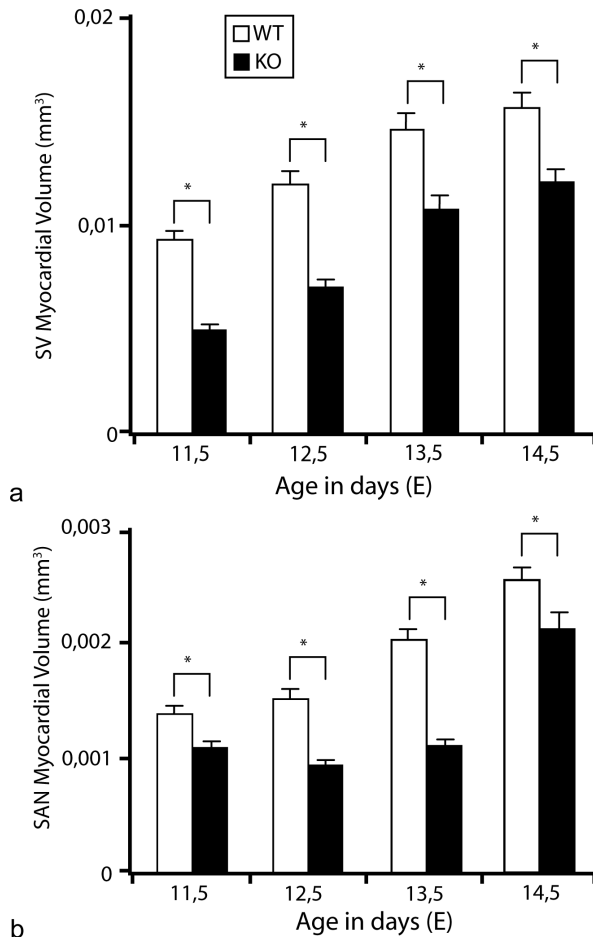 0,02
WT
KO
*
*
*
*
SV Myocardial Volume (mm³)
0,01
0
11,5 12,5 13,5 14,5
Age in days (E)
a
0,003
*
*
*
*
SAN Myocardial Volume (mm³)
0,002
0,001
0
11,5 12,5 13,5 14,5
Age in days (E)
b